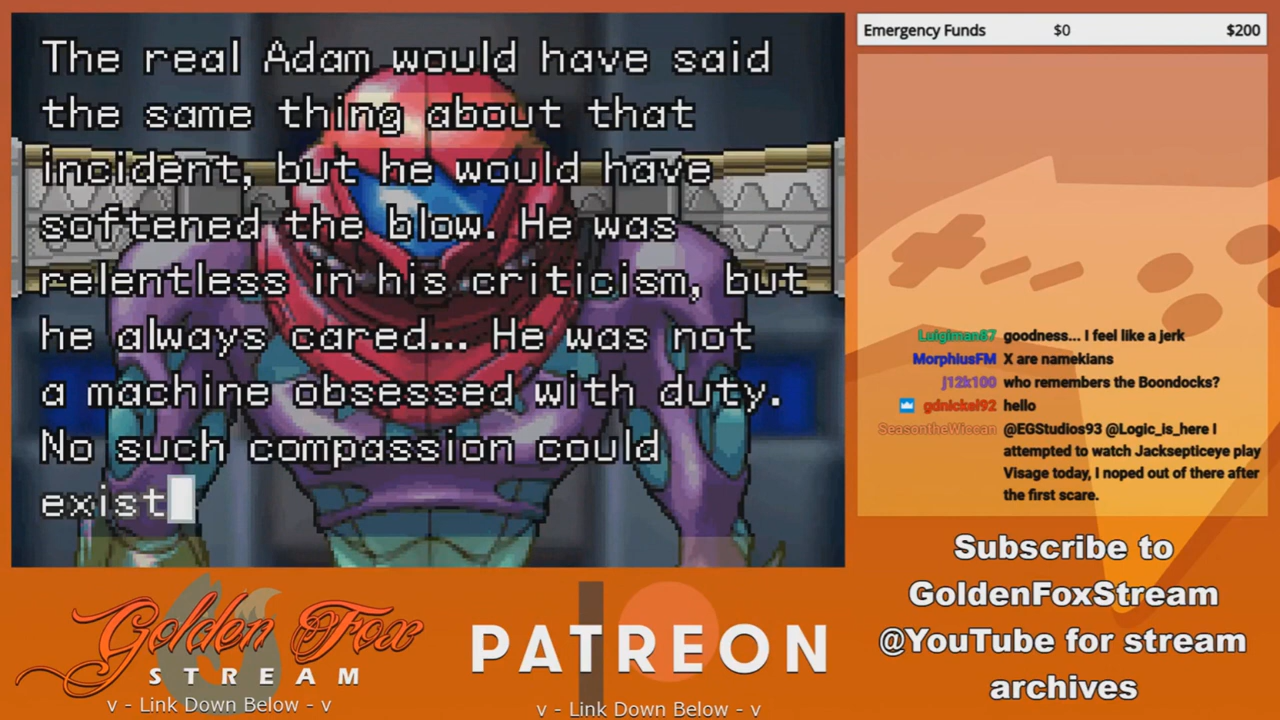 The real Adam would have said
the same thing about that
incident, but he would have
softened the blow. He was
relentless in his criticism, but
he always cared... He was not
a machine obsessed with duty.
No such compassion could
exist
Emergency Funds $0 $200
Luigiman87 goodness... I feel like a jerk
MorphiusFM X are namekians
j12k100 who remembers the Boondocks?
gdnickel92 hello
SeasontheWiccan @EGStudios93 @Logic_is_here I
attempted to watch Jacksepticeye play
Visage today, I noped out of there after
the first scare.
Subscribe to
GoldenFoxStream
@YouTube for stream
archives
Golden Fox
STREAM
v - Link Down Below - v
PATREON
v - Link Down Below - v